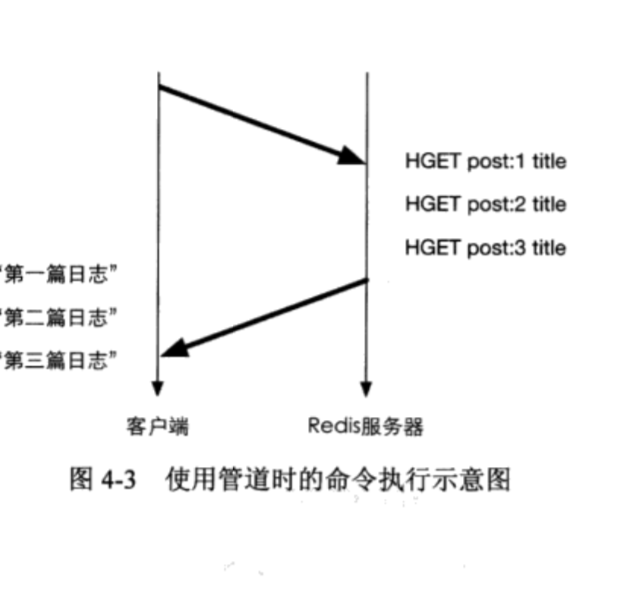 HGET post:1 title
HGET post:2 title
HGET post:3 title
“第一篇日志”
“第二篇日志”
“第三篇日志”
客户端
Redis服务器
图 4-3 使用管道时的命令执行示意图